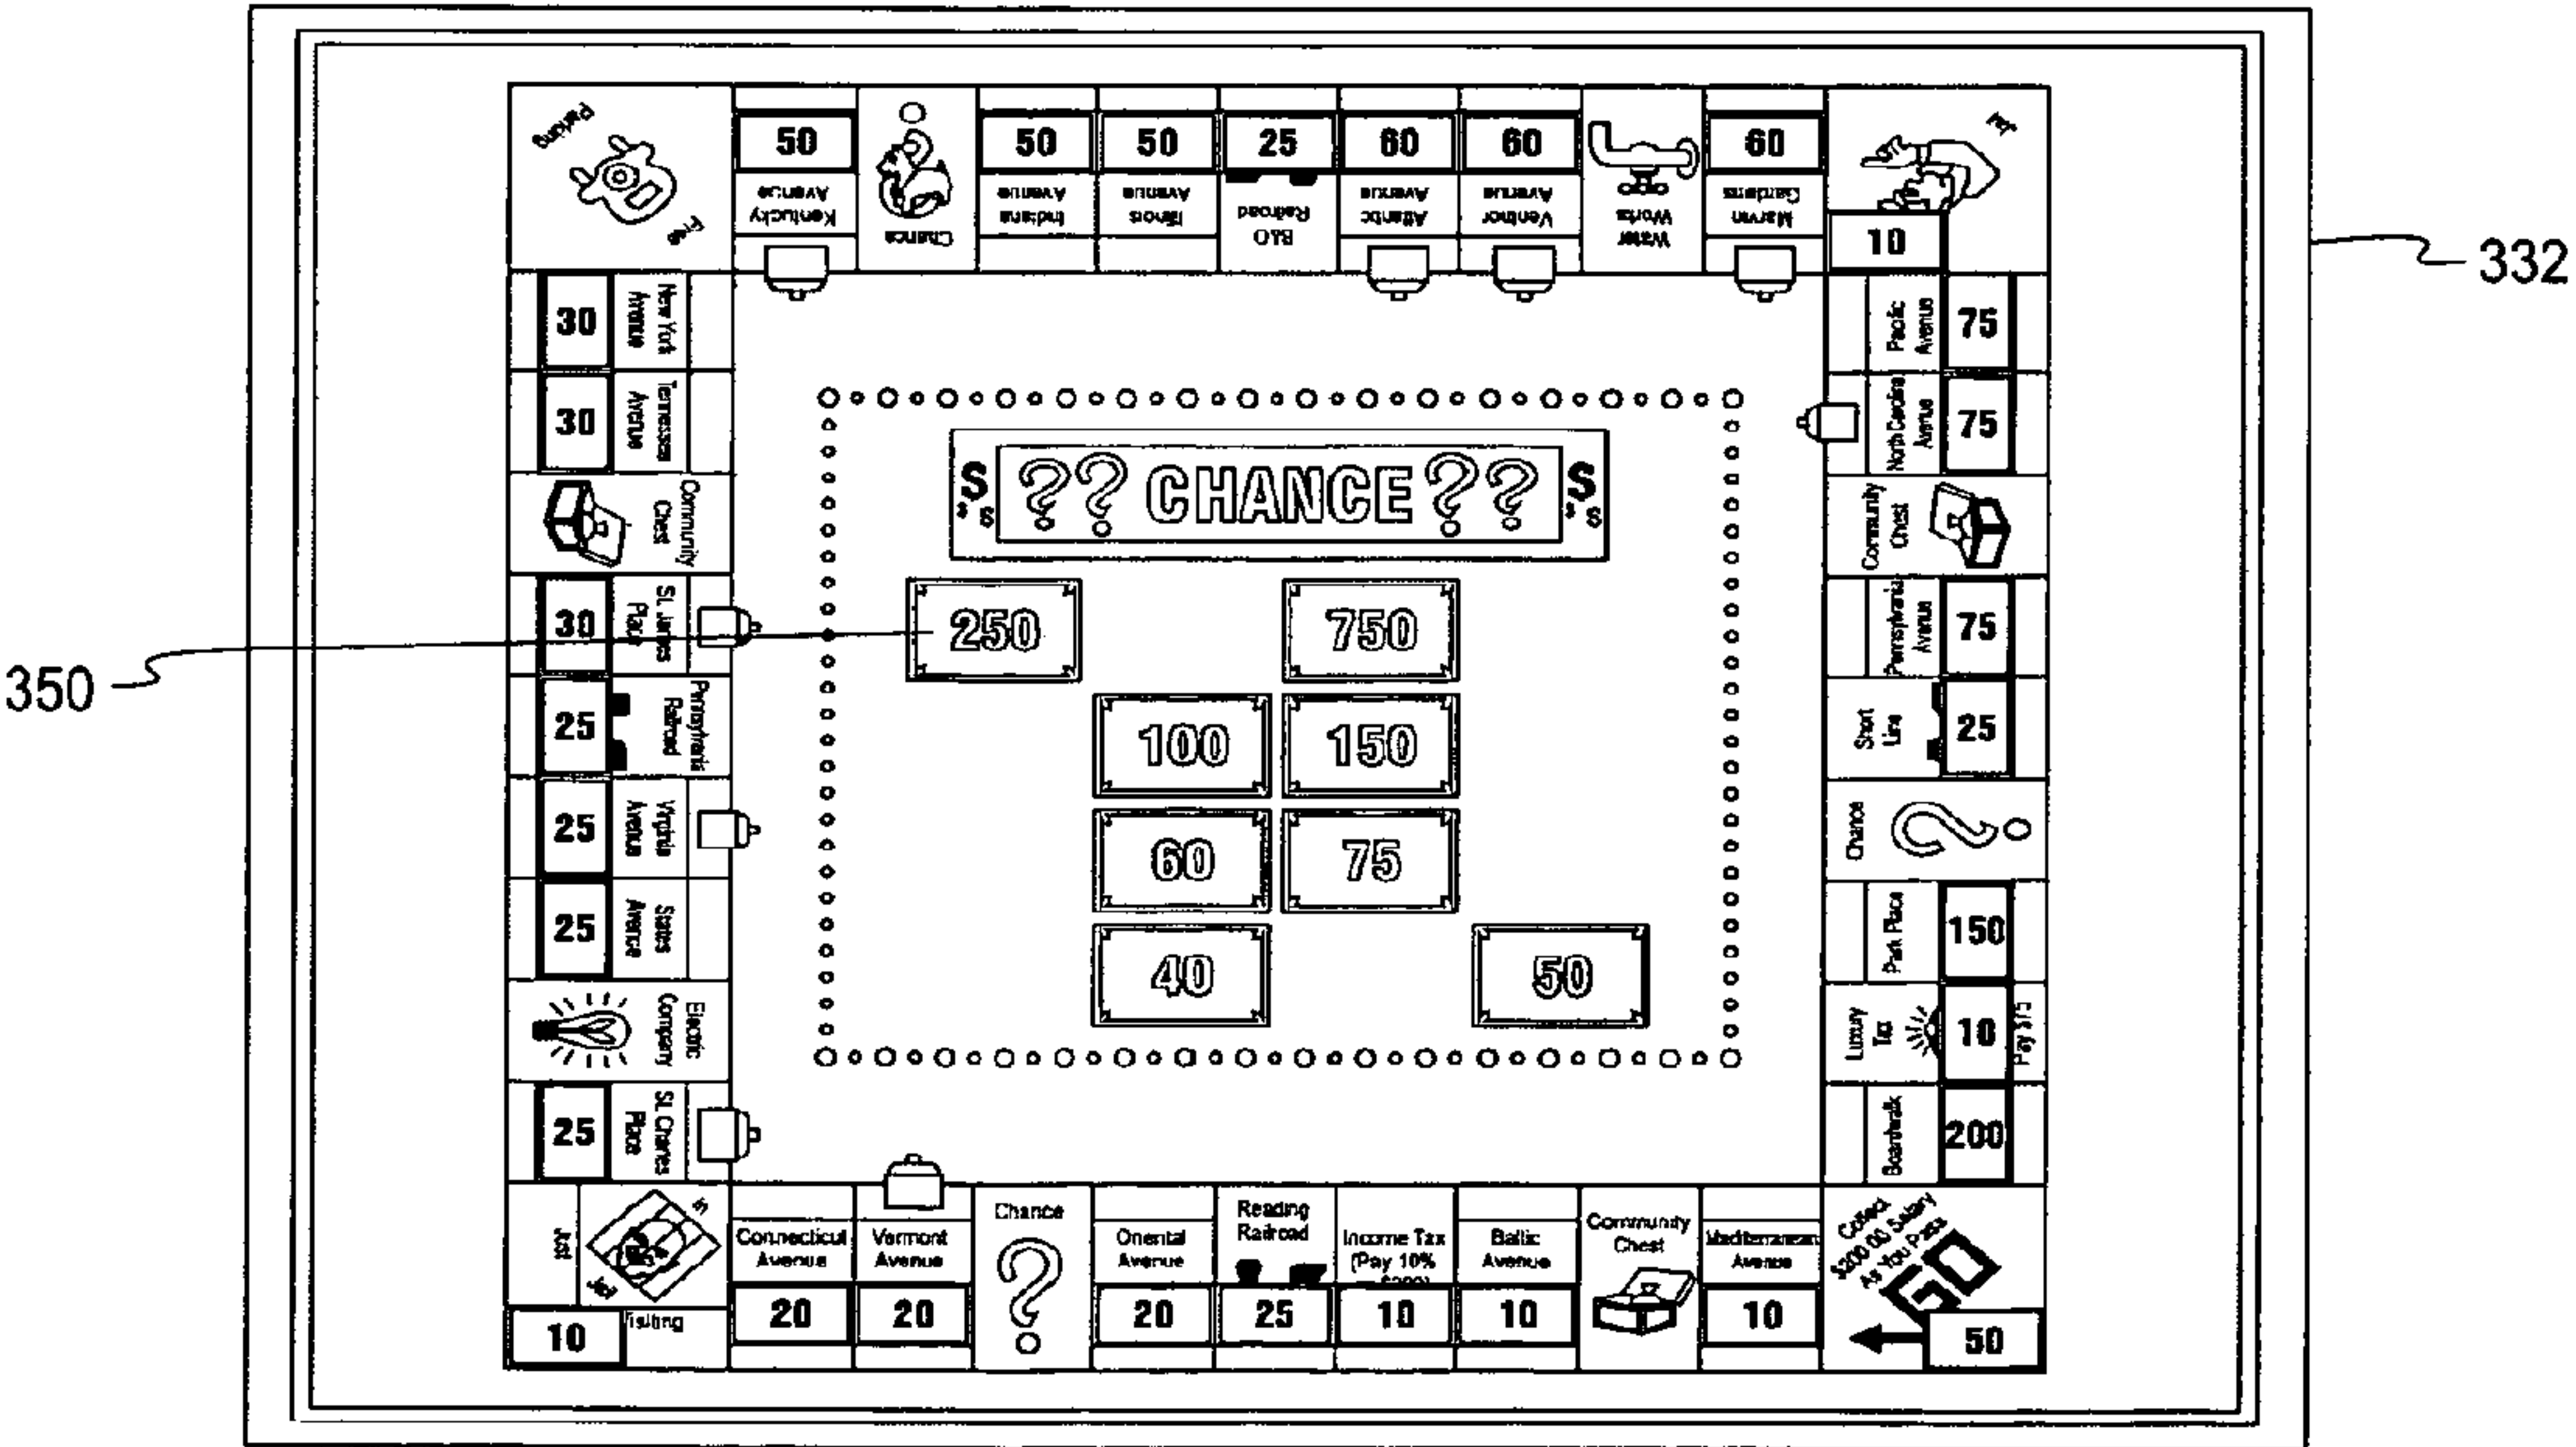 Free
Parking
50
Kentucky
Avenue
Chance
50
Indiana
Avenue
50
Illinois
Avenue
25
B&O
Railroad
60
Atlantic
Avenue
60
Ventnor
Avenue
Water
Works
60
Marvin
Gardens
10
332
30
New York
Avenue
30
Tennessee
Avenue
Community
Chest
30
St. James
Place
350
25
Pennsylvania
Railroad
25
Virginia
Avenue
25
States
Avenue
Electric
Company
25
St. Charles
Place
$ ?? CHANCE ?? $
250
750
100
150
60
75
40
50
Pacific
Avenue
75
North Carolina
Avenue
75
Community
Chest
Pennsylvania
Avenue
75
Short
Line
25
Chance
?
Park Place
150
Luxury
Tax
10
Pay $75
Boardwalk
200
Just
Visiting
In
Jail
10
Connecticut
Avenue
20
Vermont
Avenue
20
Chance
?
Oriental
Avenue
20
Reading
Railroad
25
Income Tax
(Pay 10%
10
Baltic
Avenue
10
Community
Chest
Mediterranean
Avenue
10
Collect
$200.00 Salary
As You Pass
GO
50